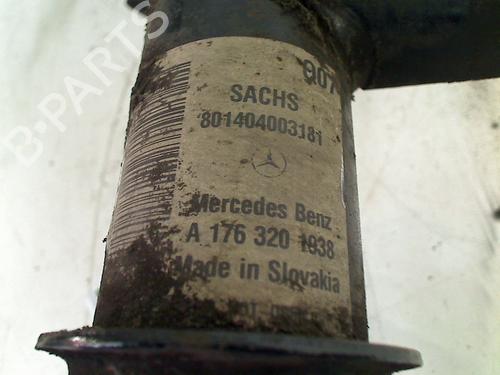 B-PARTS
907
SACHS
801404003181
Mercedes Benz
A 176 320 1938
Made in Slovakia